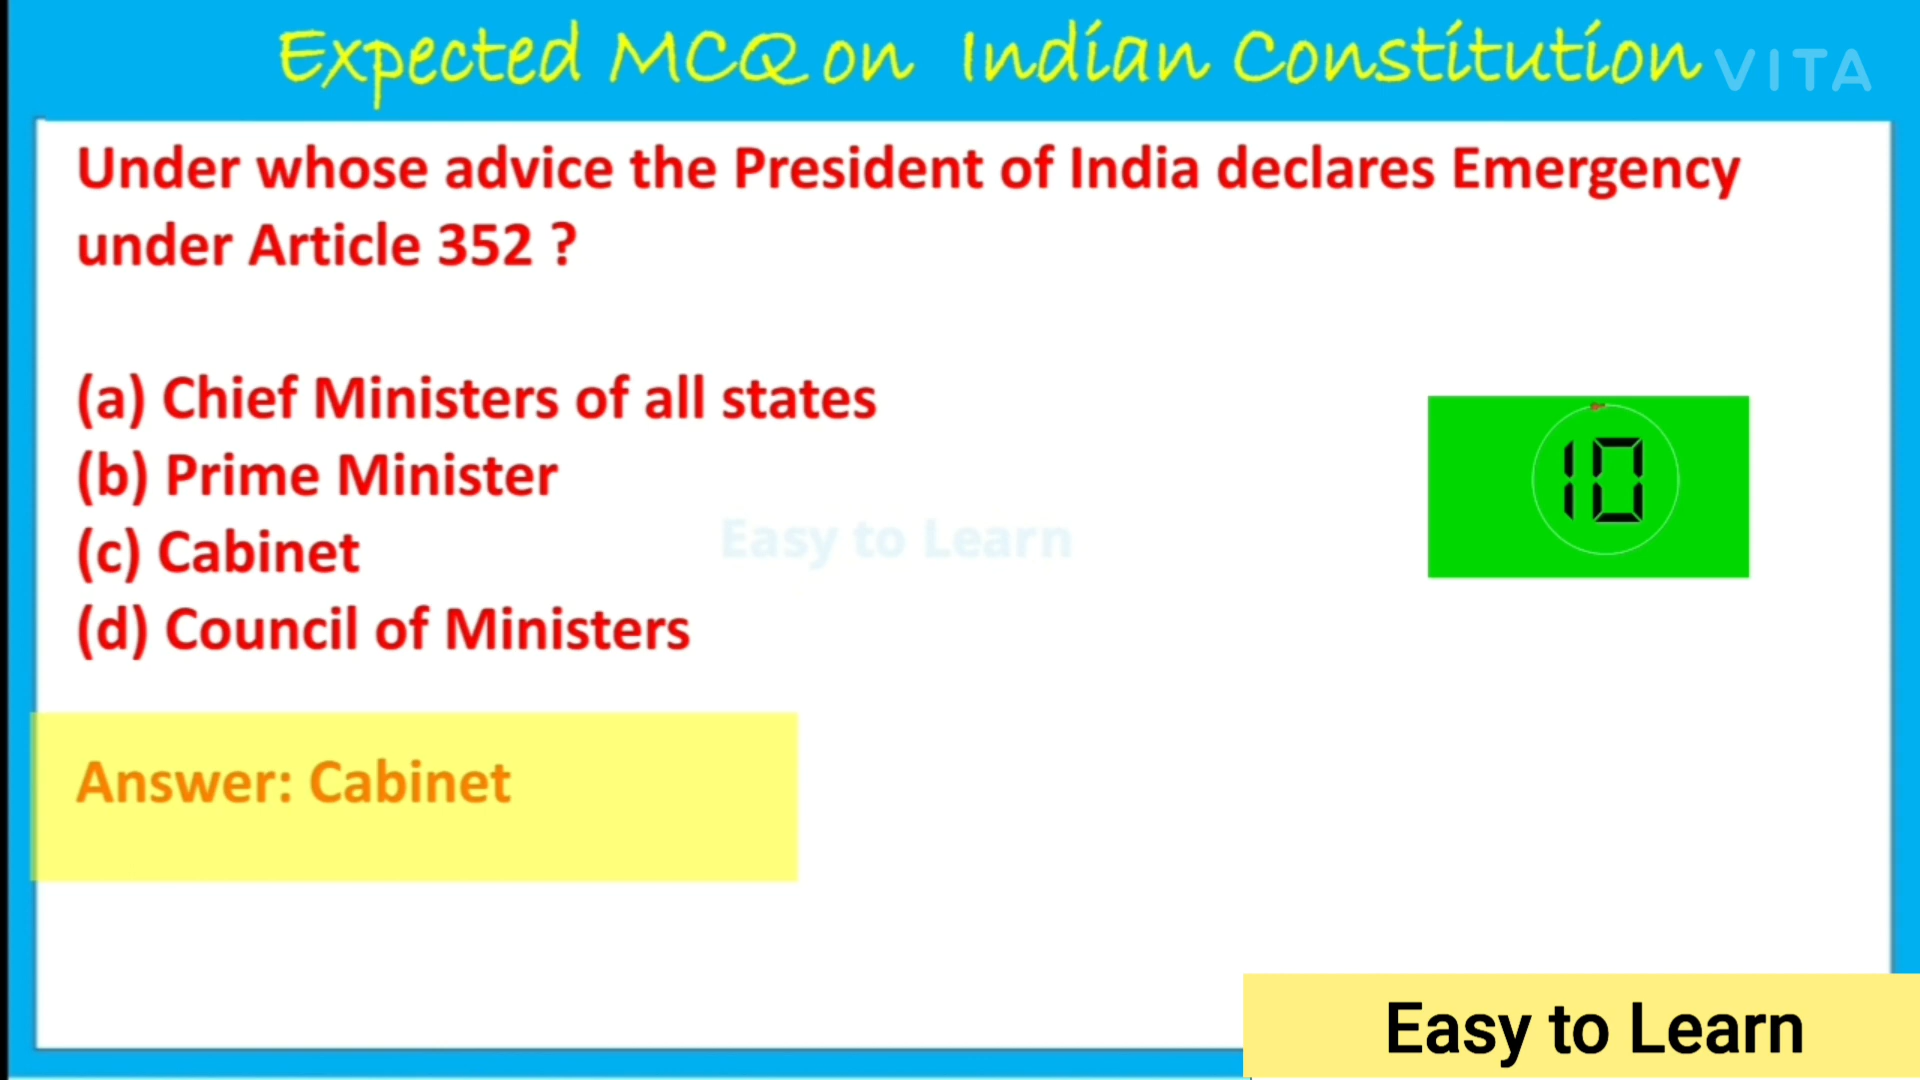 Expected MCQ on Indian Constitution
VITA
Under whose advice the President of India declares Emergency
under Article 352 ?
(a) Chief Ministers of all states
(b) Prime Minister
(c) Cabinet
(d) Council of Ministers
10
Easy to Learn
Answer: Cabinet
Easy to Learn